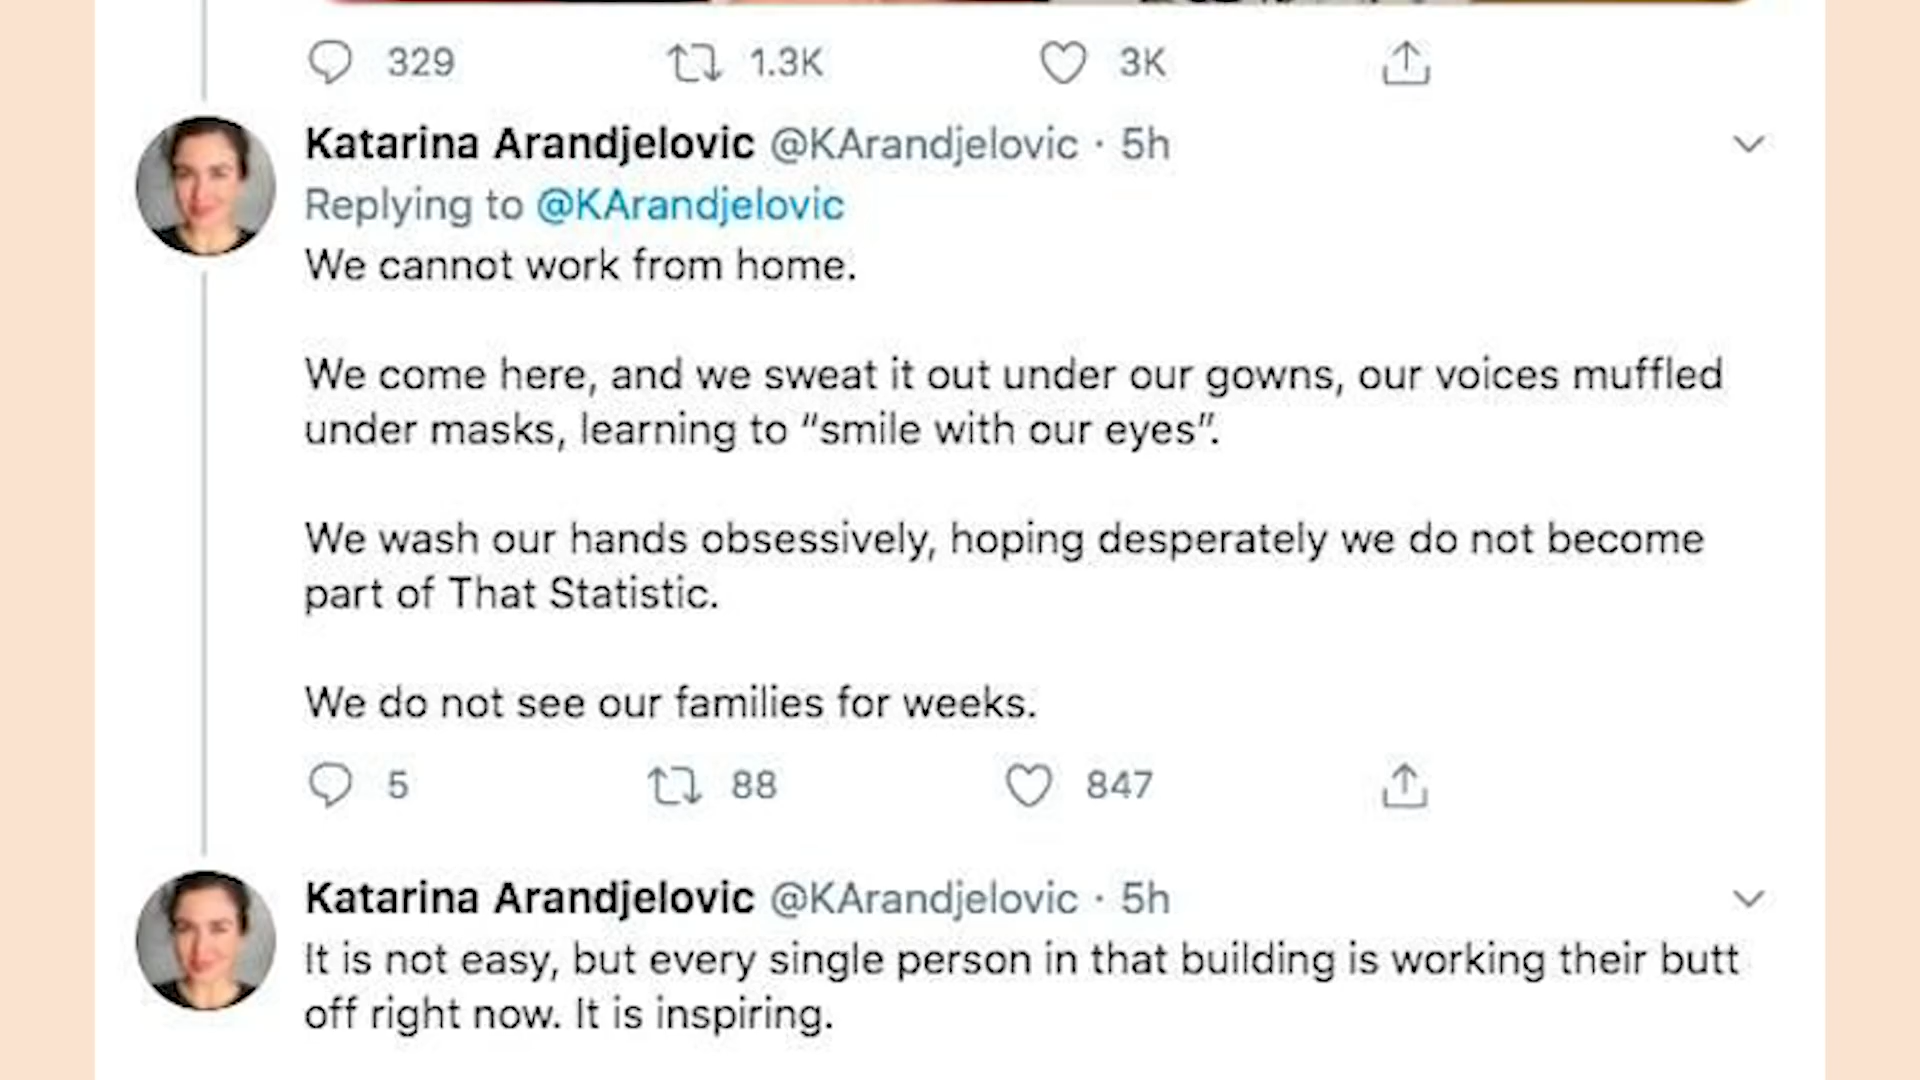 329 1.3K 3K
Katarina Arandjelovic @KArandjelovic · 5h
Replying to @KArandjelovic
We cannot work from home.
We come here, and we sweat it out under our gowns, our voices muffled
under masks, learning to “smile with our eyes”.
We wash our hands obsessively, hoping desperately we do not become
part of That Statistic.
We do not see our families for weeks.
5 88 847
Katarina Arandjelovic @KArandjelovic · 5h
It is not easy, but every single person in that building is working their butt
off right now. It is inspiring.